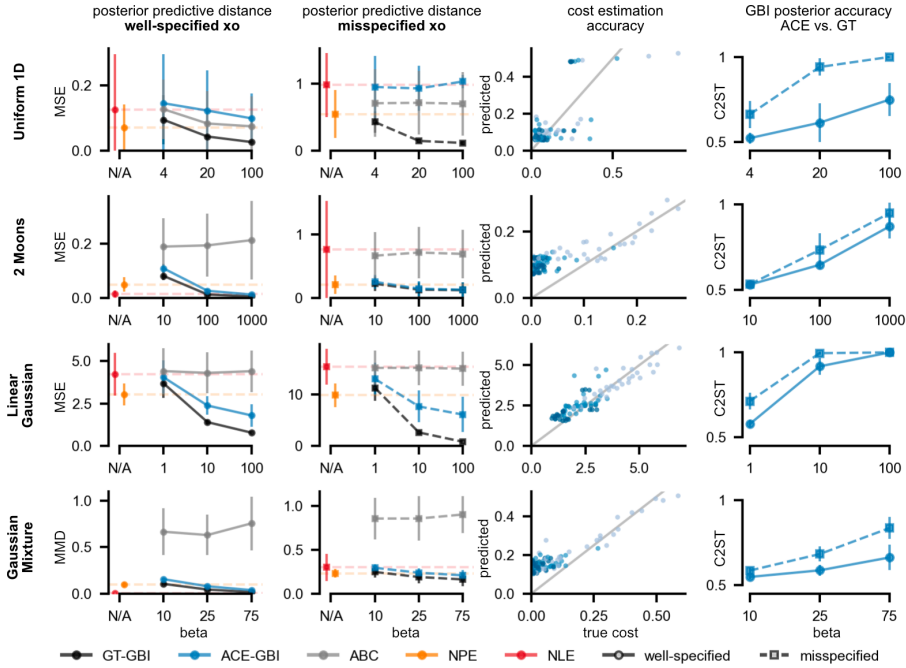 posterior predictive distance
well-specified xo
posterior predictive distance
misspecified xo
cost estimation
accuracy
GBI posterior accuracy
ACE vs. GT
Uniform 1D
MSE
0.2
0.0
N/A 4 20 100
1
0
N/A 4 20 100
predicted
0.4
0.2
0.0
0.0 0.5
C2ST
1
0.5
4 20 100
2 Moons
MSE
0.2
0.0
N/A 10 100 1000
1
0
N/A 10 100 1000
predicted
0.2
0.0
0.0 0.1 0.2
C2ST
1
0.5
10 100 1000
Linear
Gaussian
MSE
5.0
2.5
0.0
N/A 1 10 100
10
0
N/A 1 10 100
predicted
5.0
2.5
0.0
0.0 2.5 5.0
C2ST
1
0.5
1 10 100
Gaussian
Mixture
MMD
1.0
0.5
0.0
N/A 10 25 75
beta
1.0
0.5
0.0
N/A 10 25 75
beta
predicted
0.4
0.2
0.0
0.00 0.25 0.50
true cost
C2ST
1
0.5
10 25 75
beta
GT-GBI ACE-GBI ABC NPE NLE well-specified misspecified